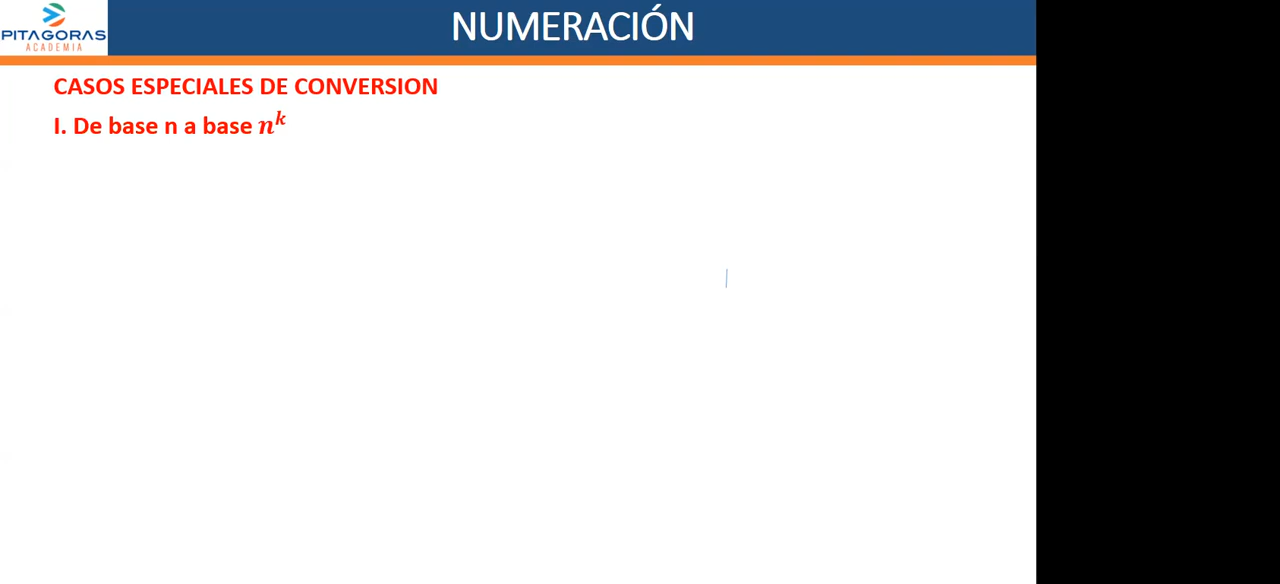 PITAGORAS
ACADEMIA
NUMERACIÓN
CASOS ESPECIALES DE CONVERSION
I. De base n a base n^k